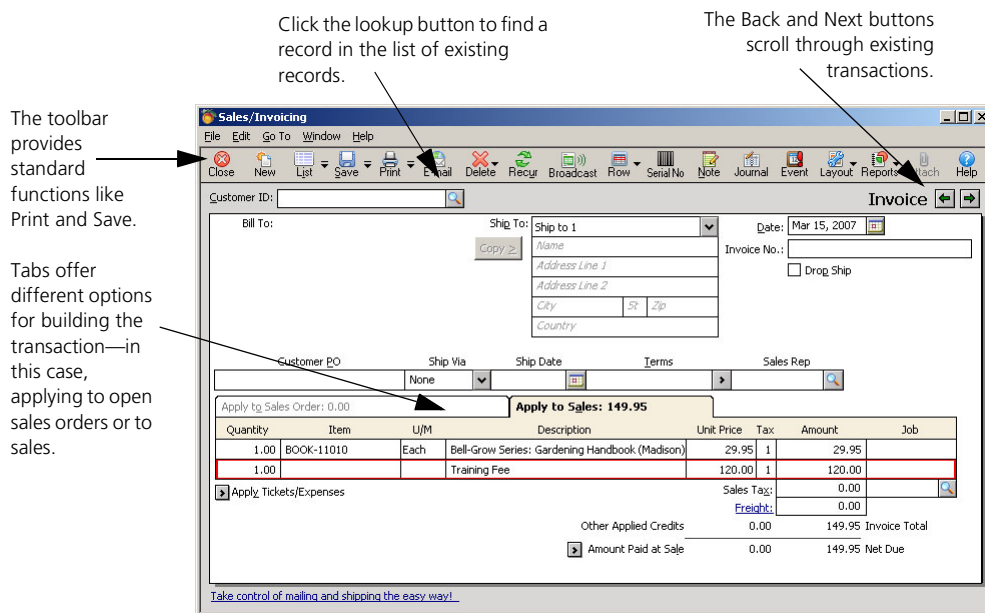 Click the lookup button to find a
record in the list of existing
records.
The Back and Next buttons
scroll through existing
transactions.
The toolbar
provides
standard
functions like
Print and Save.
Tabs offer
different options
for building the
transaction—in
this case,
applying to open
sales orders or to
sales.
Sales/Invoicing
File Edit Go To Window Help
Close New List Save Print E-mail Delete Recur Broadcast Row Serial No Note Journal Event Layout Reports Attach Help
Customer ID: Invoice
Bill To: Ship To: Ship to 1 Date: Mar 15, 2007
Copy > Name Invoice No.:
Address Line 1 Drop Ship
Address Line 2
City St Zip
Country
Customer PO Ship Via Ship Date Terms Sales Rep
None
Apply to Sales Order: 0.00 Apply to Sales: 149.95
Quantity Item U/M Description Unit Price Tax Amount Job
1.00 BOOK-11010 Each Bell-Grow Series: Gardening Handbook (Madison) 29.95 1 29.95
1.00 Training Fee 120.00 1 120.00
Apply Tickets/Expenses Sales Tax: 0.00
Freight: 0.00
Other Applied Credits 0.00 149.95 Invoice Total
Amount Paid at Sale 0.00 149.95 Net Due
Take control of mailing and shipping the easy way!